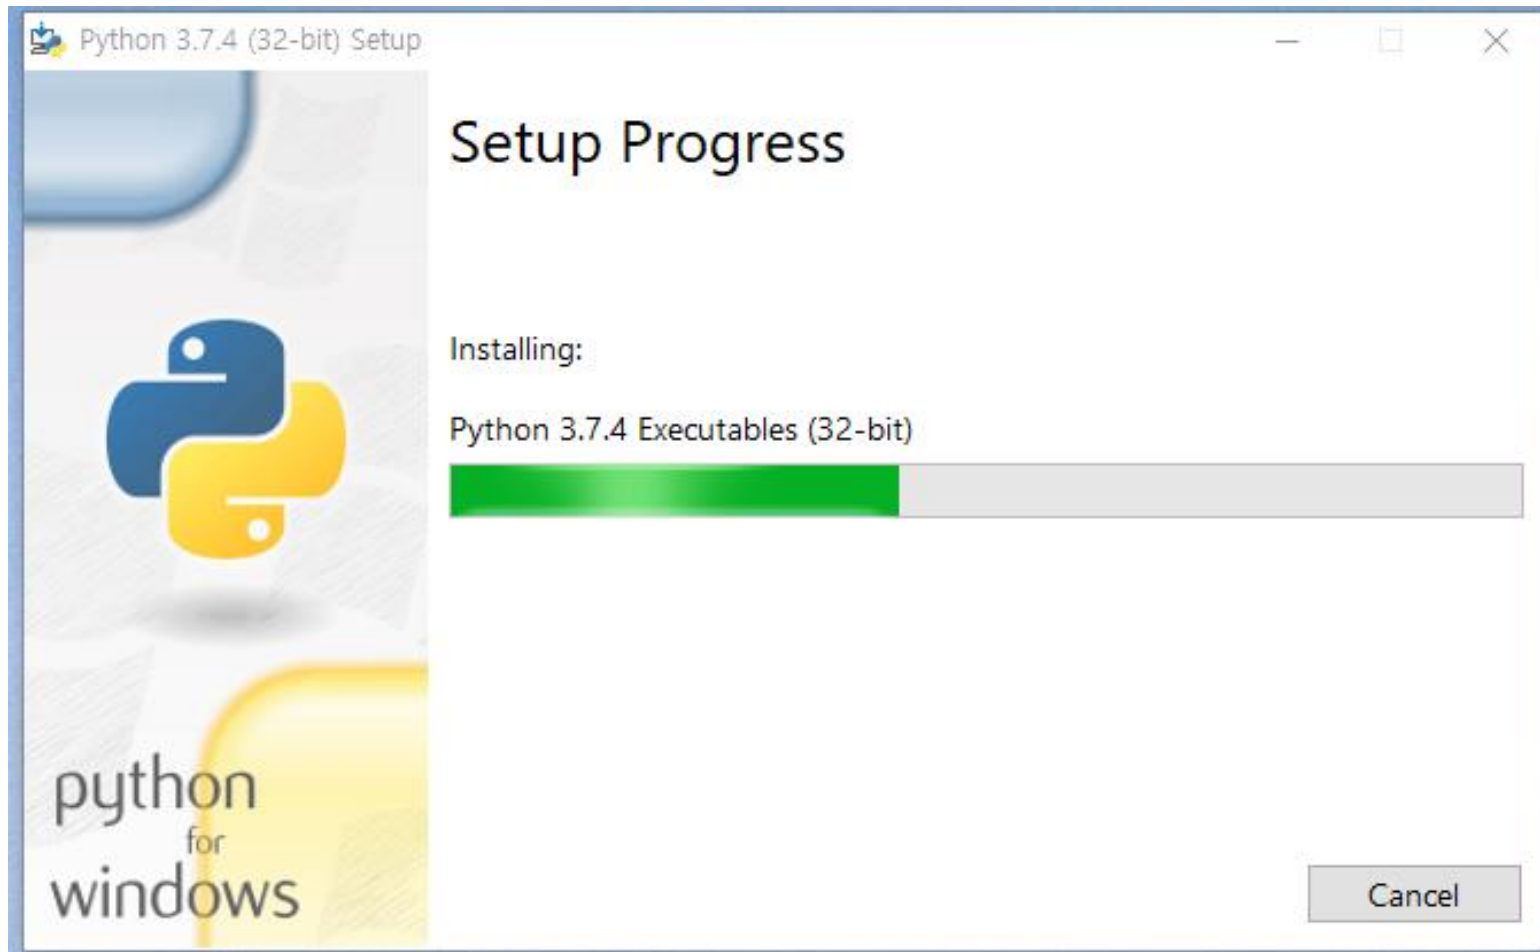 Python 3.7.4 (32-bit) Setup
Setup Progress
Installing:
Python 3.7.4 Executables (32-bit)
python
for
windows
Cancel